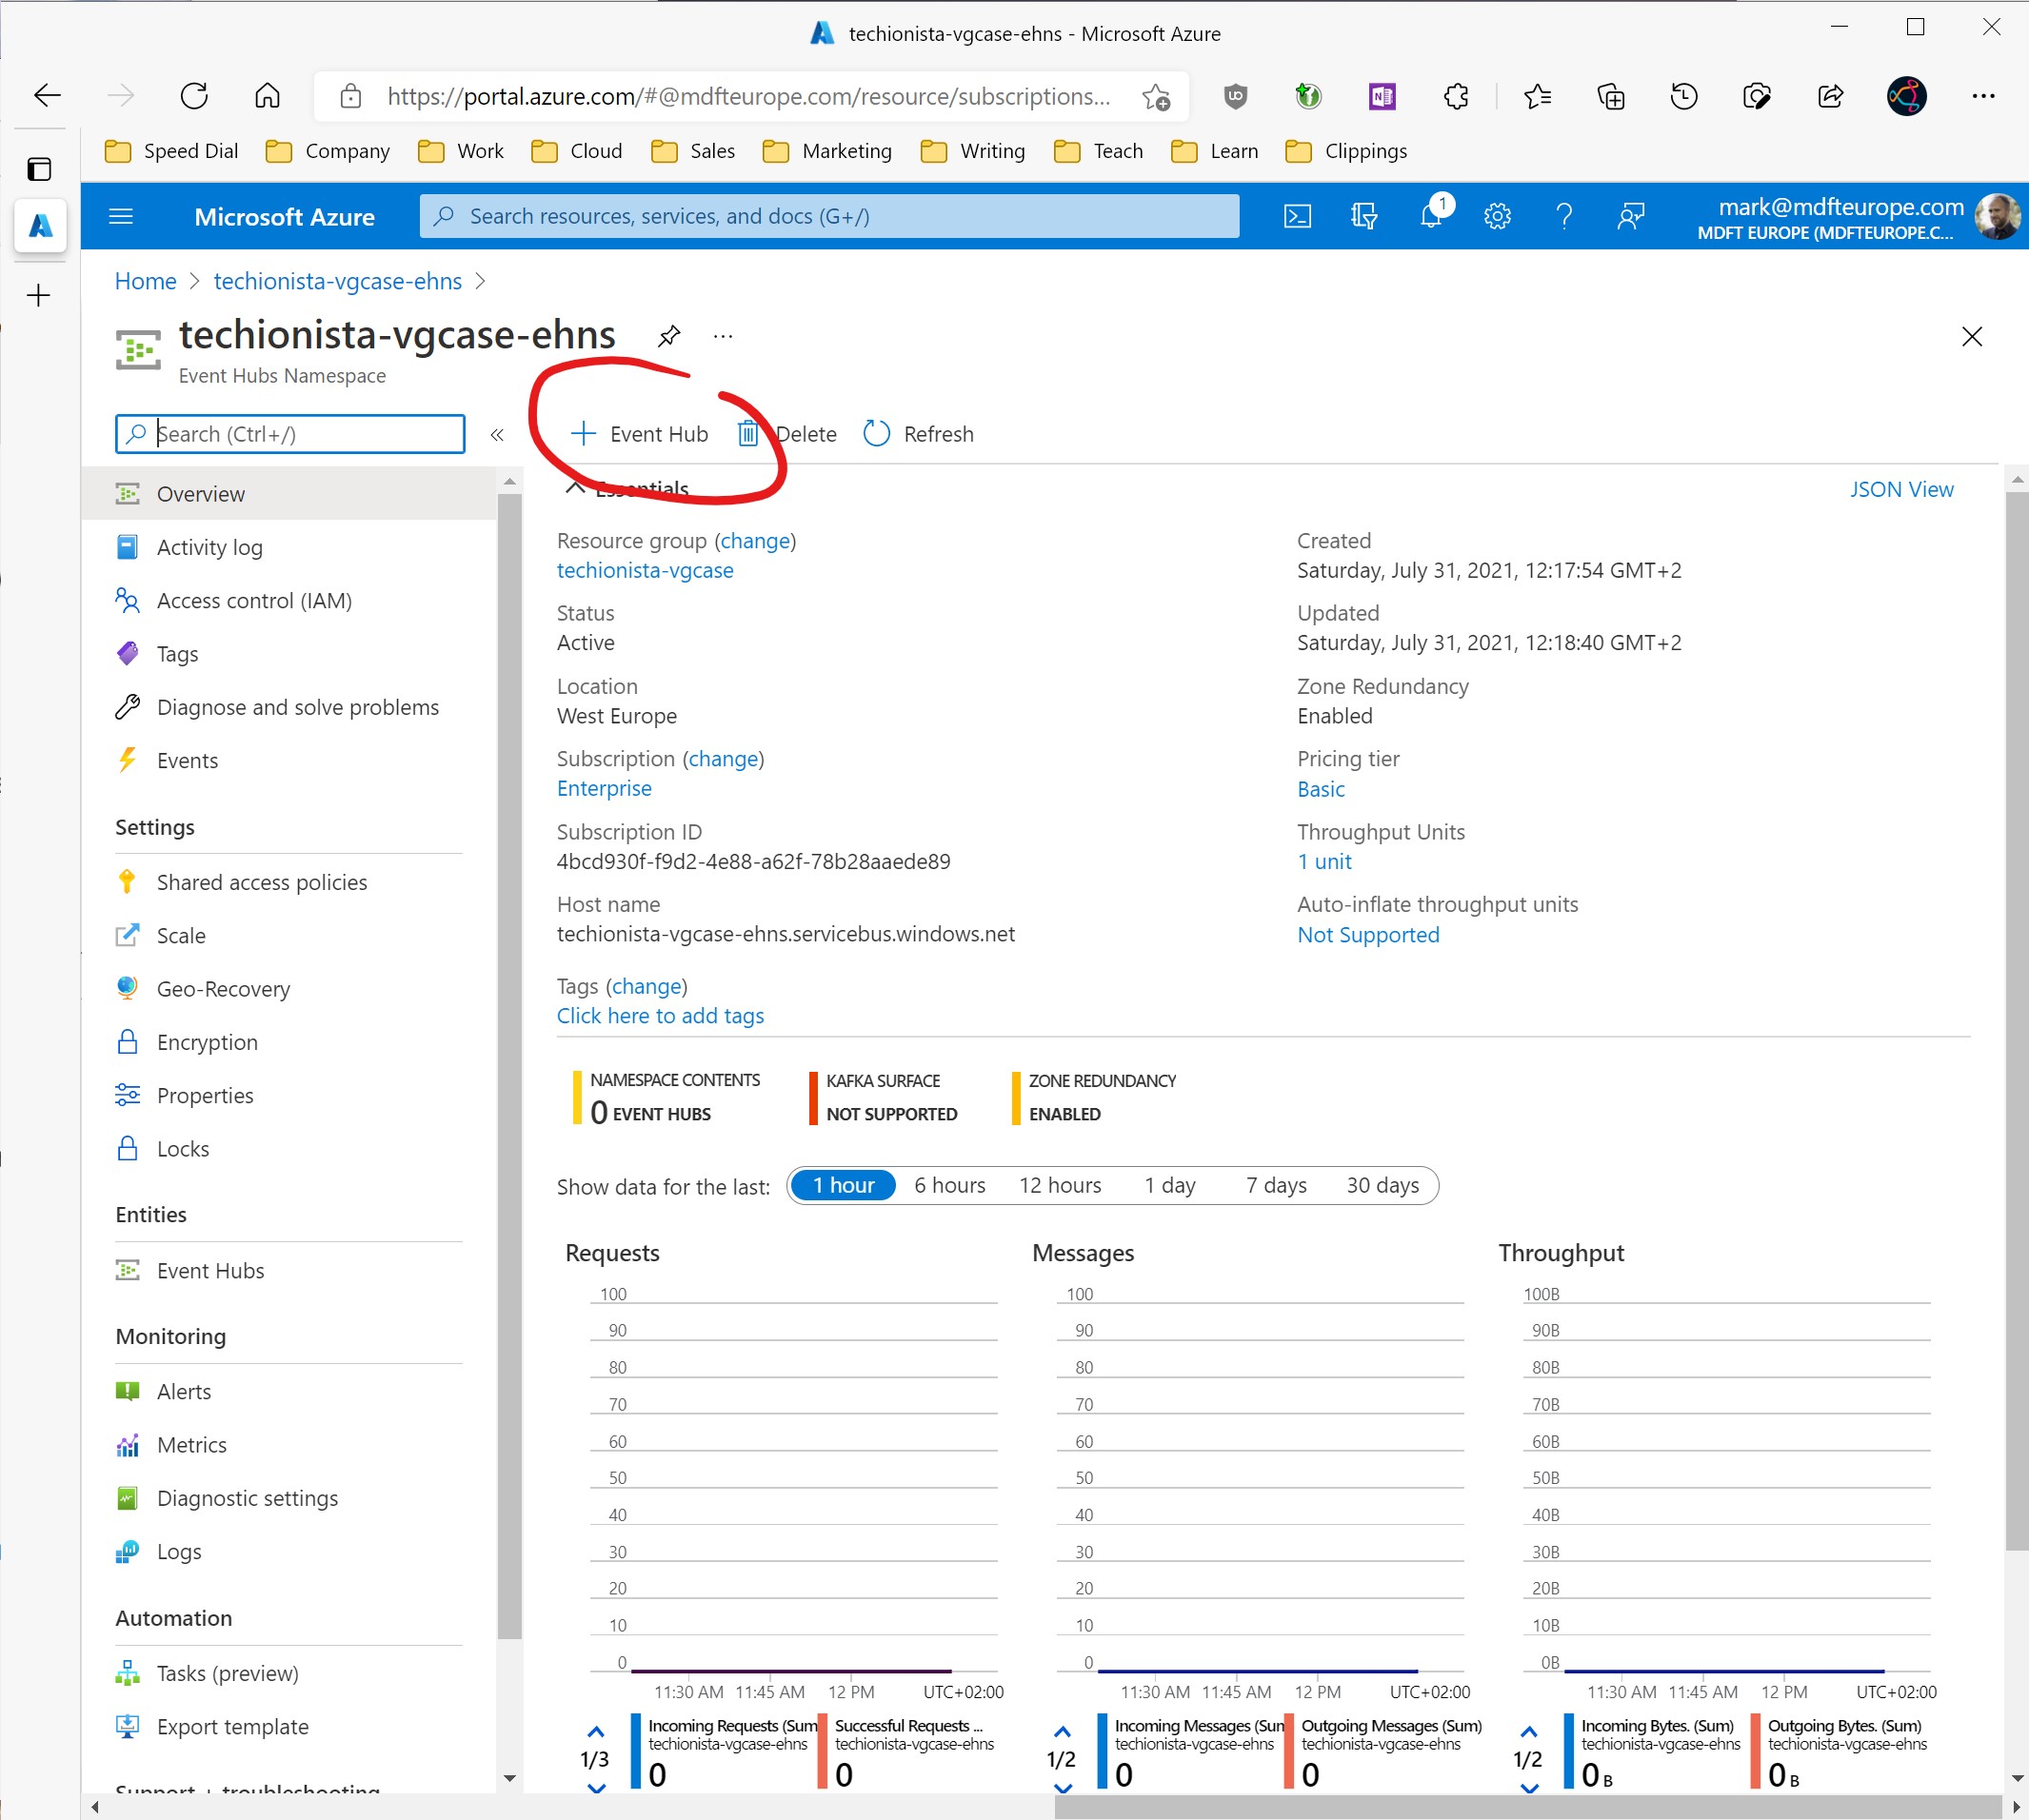 techionista-vgcase-ehns - Microsoft Azure
https://portal.azure.com/#@mdfteurope.com/resource/subscriptions...
Speed Dial Company Work Cloud Sales Marketing Writing Teach Learn Clippings
Microsoft Azure Search resources, services, and docs (G+/) 1 mark@mdfteurope.com
MDFT EUROPE (MDFTEUROPE.C...
Home > techionista-vgcase-ehns >
techionista-vgcase-ehns ...
Event Hubs Namespace
Search (Ctrl+/) «
+ Event Hub Delete Refresh
Overview
Activity log
Access control (IAM)
Tags
Diagnose and solve problems
Events
Settings
Shared access policies
Scale
Geo-Recovery
Encryption
Properties
Locks
Entities
Event Hubs
Monitoring
Alerts
Metrics
Diagnostic settings
Logs
Automation
Tasks (preview)
Export template
Support + troubleshooting
Essentials JSON View
Resource group (change)
techionista-vgcase
Status
Active
Location
West Europe
Subscription (change)
Enterprise
Subscription ID
4bcd930f-f9d2-4e88-a62f-78b28aaede89
Host name
techionista-vgcase-ehns.servicebus.windows.net
Tags (change)
Click here to add tags
Created
Saturday, July 31, 2021, 12:17:54 GMT+2
Updated
Saturday, July 31, 2021, 12:18:40 GMT+2
Zone Redundancy
Enabled
Pricing tier
Basic
Throughput Units
1 unit
Auto-inflate throughput units
Not Supported
NAMESPACE CONTENTS
0 EVENT HUBS
KAFKA SURFACE
NOT SUPPORTED
ZONE REDUNDANCY
ENABLED
Show data for the last: 1 hour 6 hours 12 hours 1 day 7 days 30 days
Requests
100
90
80
70
60
50
40
30
20
10
0
11:30 AM 11:45 AM 12 PM UTC+02:00
1/3
Incoming Requests (Sum
techionista-vgcase-ehns
0
Successful Requests ...
techionista-vgcase-ehns
0
Messages
100
90
80
70
60
50
40
30
20
10
0
11:30 AM 11:45 AM 12 PM UTC+02:00
1/2
Incoming Messages (Sum
techionista-vgcase-ehns
0
Outgoing Messages (Sum)
techionista-vgcase-ehns
0
Throughput
100B
90B
80B
70B
60B
50B
40B
30B
20B
10B
0B
11:30 AM 11:45 AM 12 PM UTC+02:00
1/2
Incoming Bytes. (Sum)
techionista-vgcase-ehns
0 B
Outgoing Bytes. (Sum)
techionista-vgcase-ehns
0 B